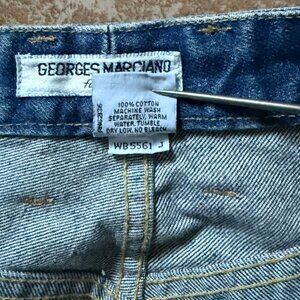 GEORGES MARCIANO
100% COTTON
MACHINE WASH
SEPARATELY, WARM
WATER, TUMBLE
DRY LOW, NO BLEACH
WB5561 J